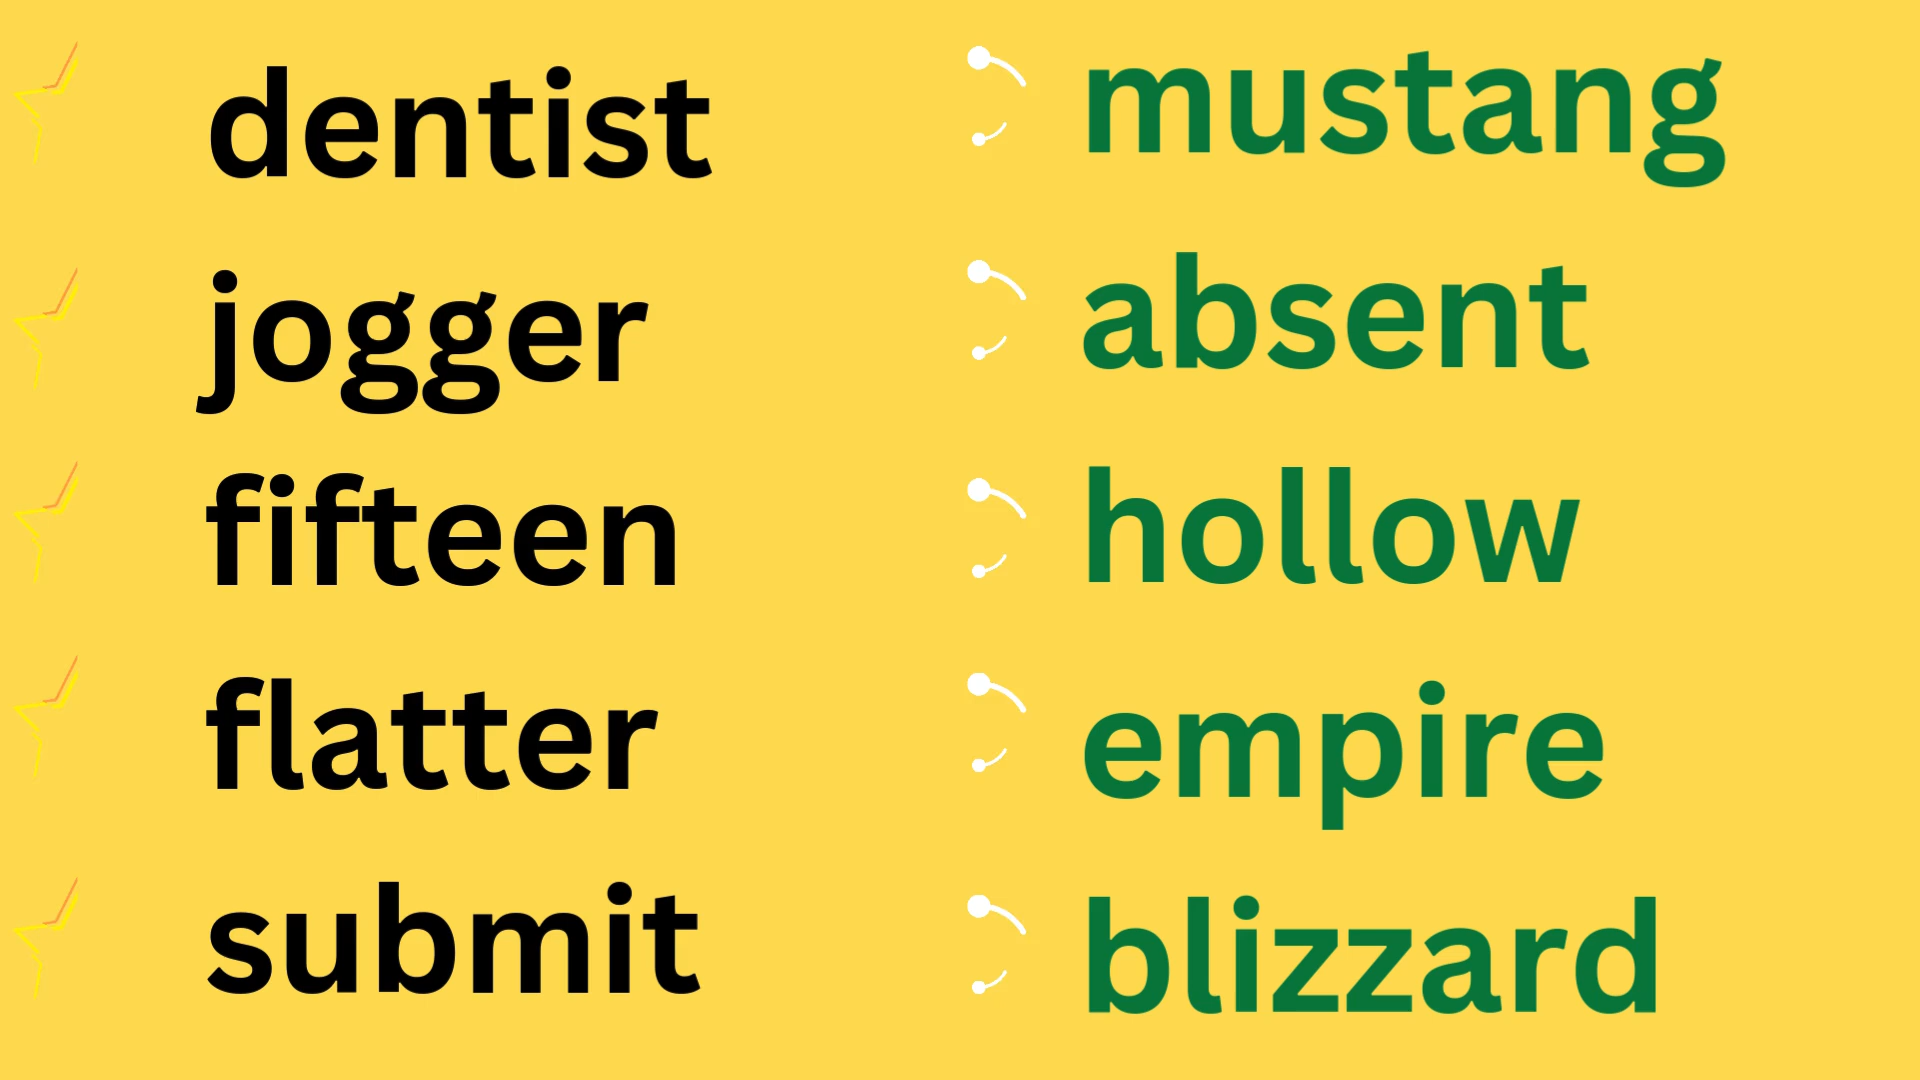 dentist
jogger
fifteen
flatter
submit
mustang
absent
hollow
empire
blizzard